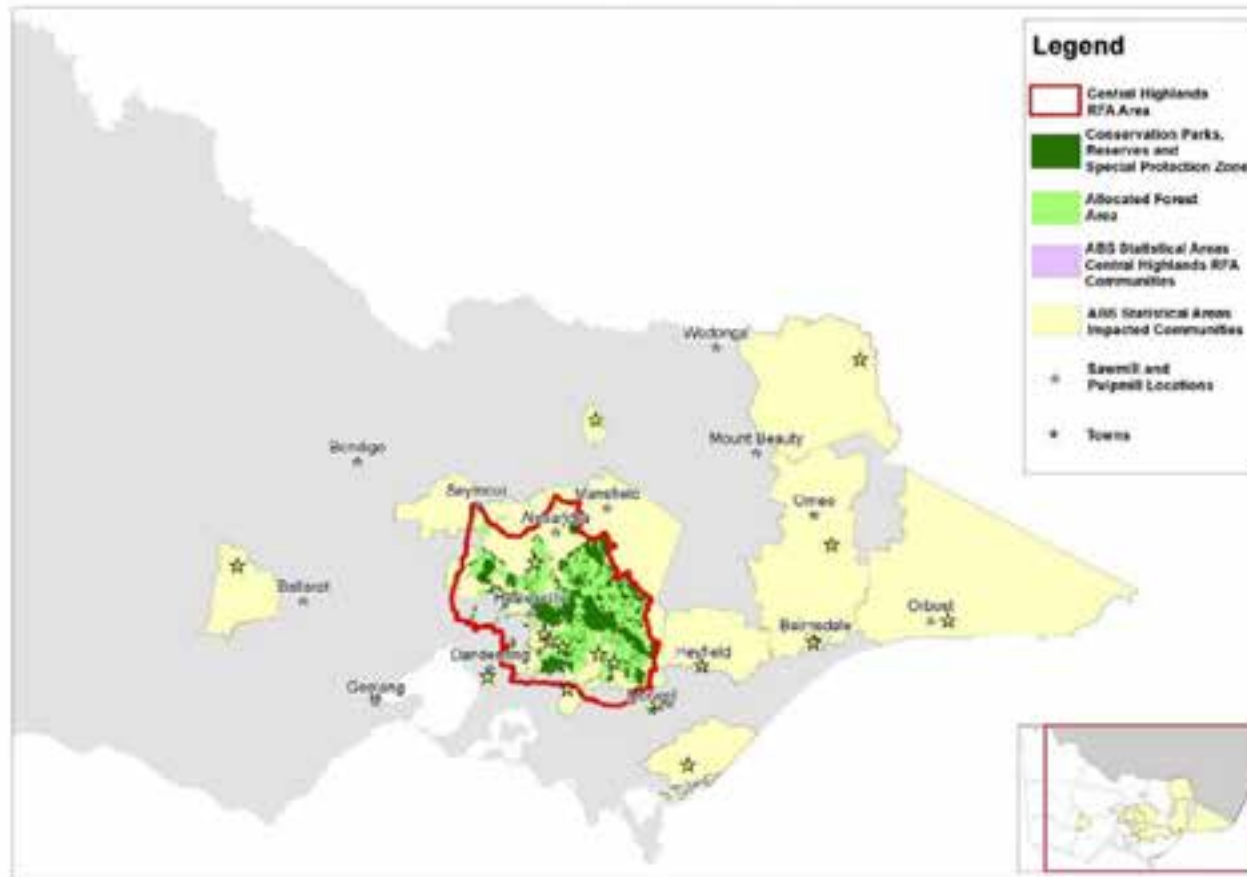 Legend
Central Highlands
RFA Area
Conservation Parks,
Reserves and
Special Protection Zone
Allocated Forest
Area
ABS Statistical Areas
Central Highlands RFA
Communities
ABS Statistical Areas
Impacted Communities
Sawmill and
Pulpmill Locations
Towns
Wodonga
Mount Beauty
Bendigo
Seymour
Mansfield
Alexandra
Omeo
Ballarat
Healesville
Orbost
Bairnsdale
Dandenong
Heyfield
Geelong